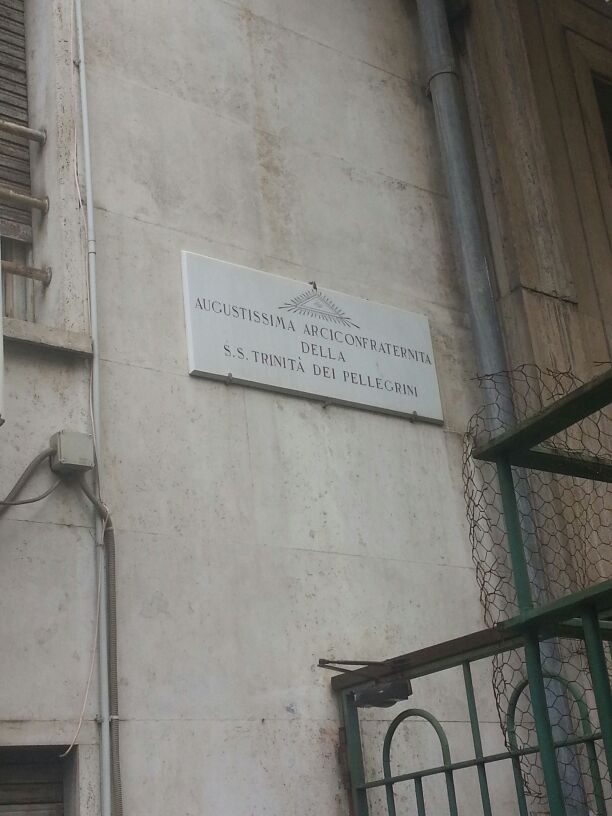 AUGUSTISSIMA ARCICONFRATERNITA
DELLA
S.S. TRINITÀ DEI PELLEGRINI